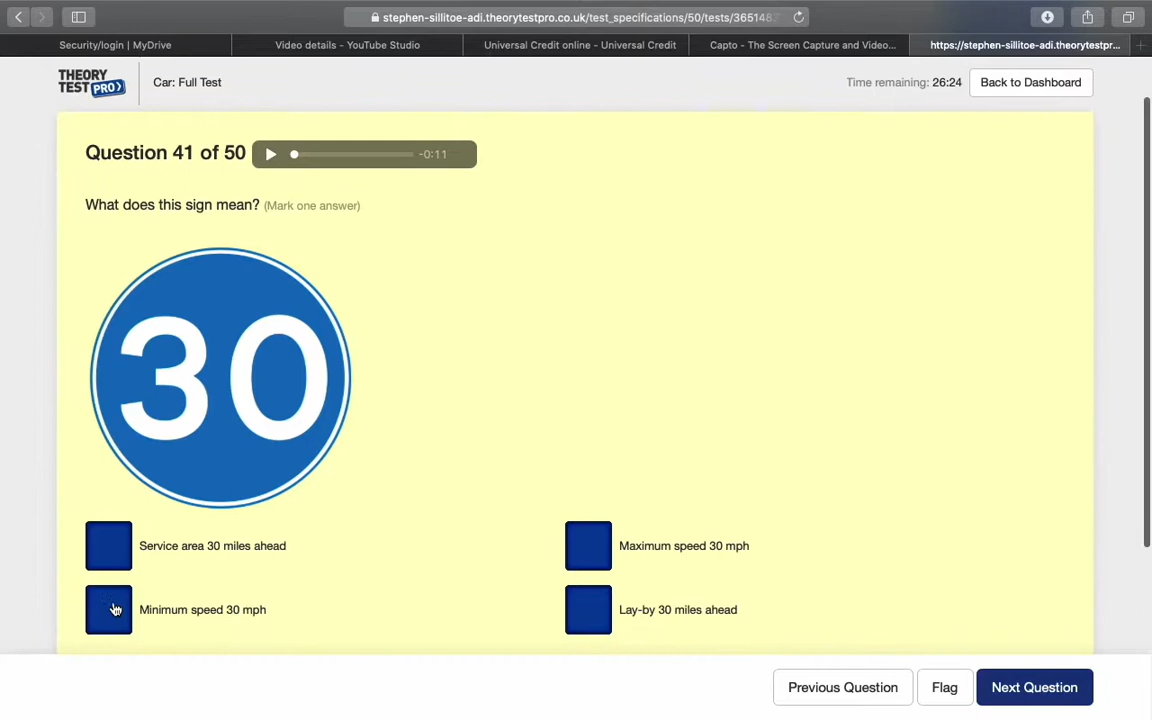 stephen-sillitoe-adi.theorytestpro.co.uk/test_specifications/50/tests/365148
Security/login | MyDrive
Video details - YouTube Studio
Universal Credit online - Universal Credit
Capto - The Screen Capture and Video...
https://stephen-sillitoe-adi.theorytestpr...
THEORY
TEST PRO
Car: Full Test
Time remaining: 26:24
Back to Dashboard
Question 41 of 50
-0:11
What does this sign mean? (Mark one answer)
30
Service area 30 miles ahead
Maximum speed 30 mph
Minimum speed 30 mph
Lay-by 30 miles ahead
Previous Question
Flag
Next Question